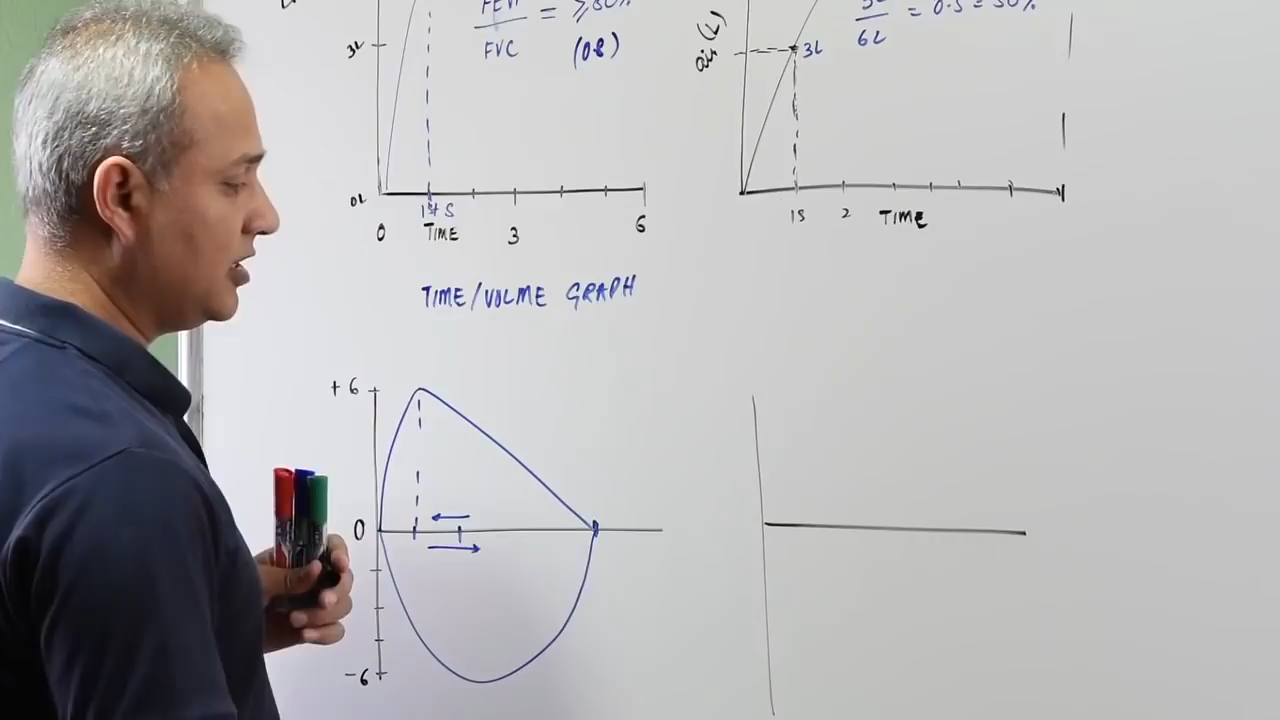 FEV1
FVC
= ≥80%
(0.8)
3L
0L
1st S
0
TIME
3
6
TIME/VOLME GRAPH
air (L)
3L
6L
= 0.5 = 50%
3L
1S
2
TIME
+6
0
-6